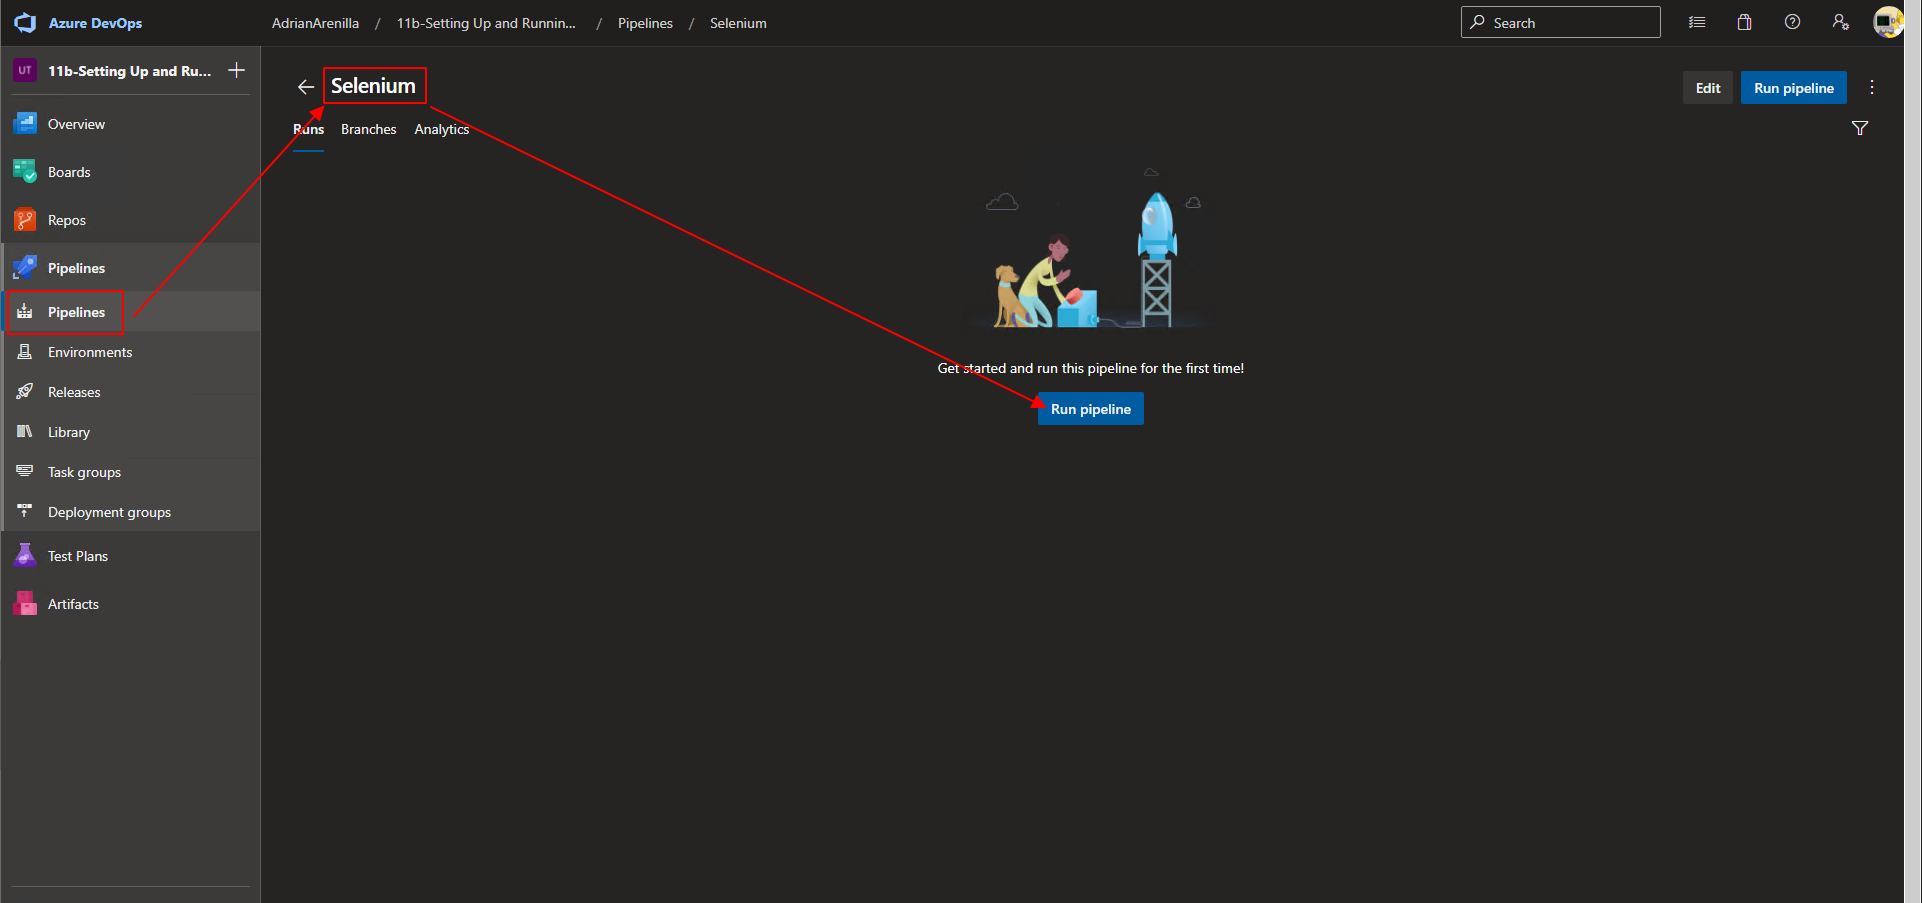 Azure DevOps
AdrianArenilla / 11b-Setting Up and Runnin... / Pipelines / Selenium
Search
UT
11b-Setting Up and Ru...
Overview
Boards
Repos
Pipelines
Pipelines
Environments
Releases
Library
Task groups
Deployment groups
Test Plans
Artifacts
Selenium
Edit
Run pipeline
Runs
Branches
Analytics
Get started and run this pipeline for the first time!
Run pipeline